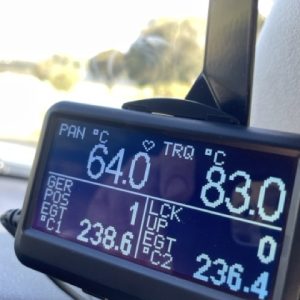 PAN °C TRQ °C
64.0 83.0
GER POS 1 LCK UP 0
EGT °C1 238.6 EGT °C2 236.4